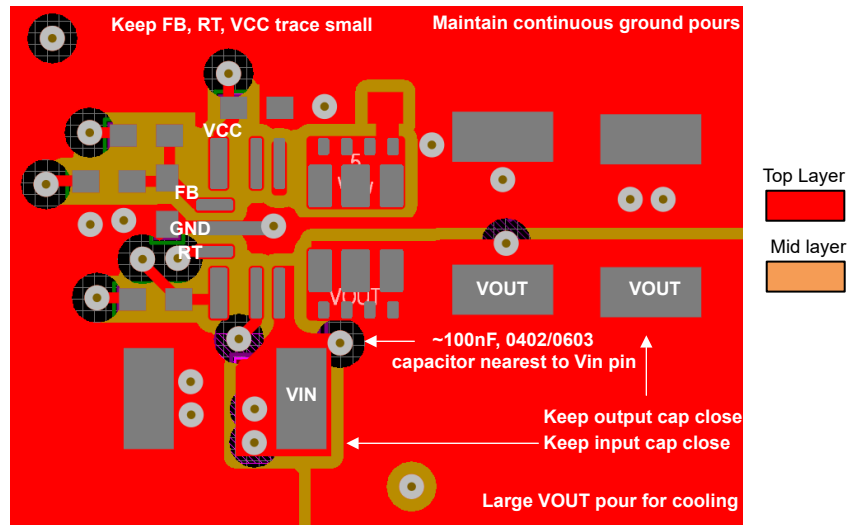 Keep FB, RT, VCC trace small
Maintain continuous ground pours
Top Layer
Mid layer
VCC
5
FB
GND
RT
VOUT
VOUT
VOUT
~100nF, 0402/0603
capacitor nearest to Vin pin
VIN
Keep output cap close
Keep input cap close
Large VOUT pour for cooling